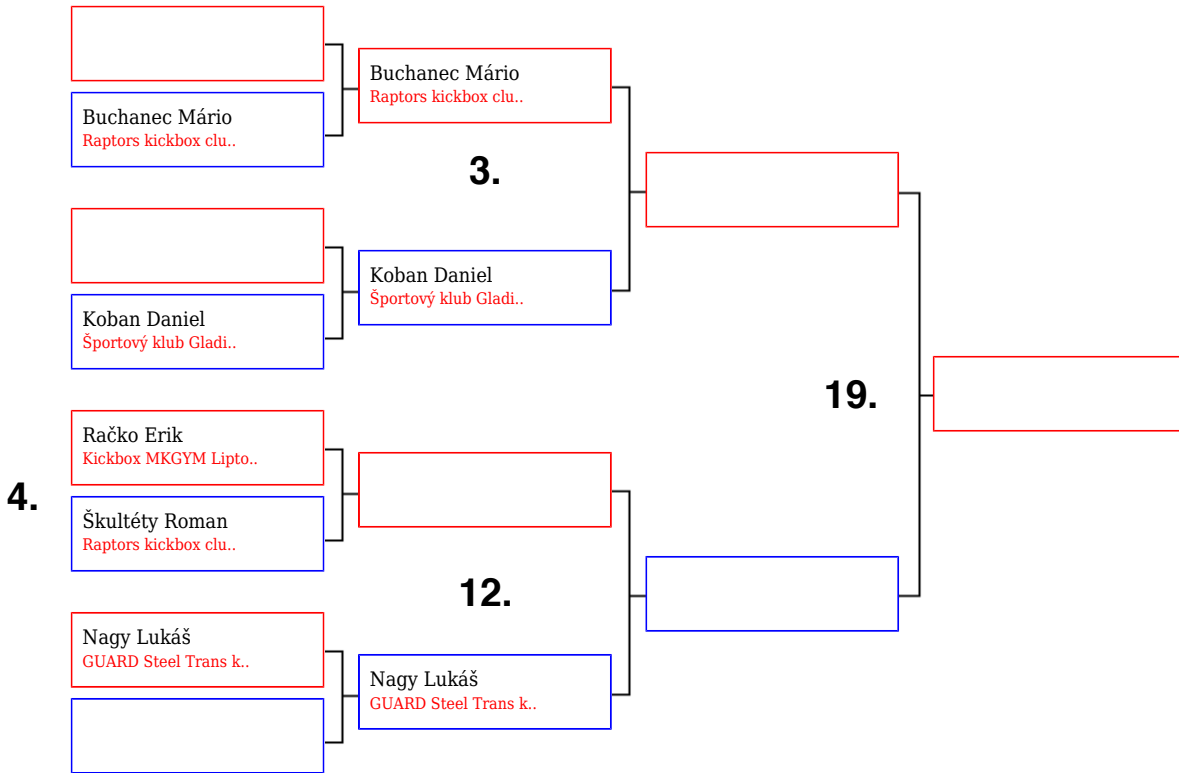 Buchanec Mário
Raptors kickbox clu..
Koban Daniel
Športový klub Gladi..
4.
Račko Erik
Kickbox MKGYM Lipto..
Škultéty Roman
Raptors kickbox clu..
Nagy Lukáš
GUARD Steel Trans k..
Buchanec Mário
Raptors kickbox clu..
3.
Koban Daniel
Športový klub Gladi..
12.
Nagy Lukáš
GUARD Steel Trans k..
19.